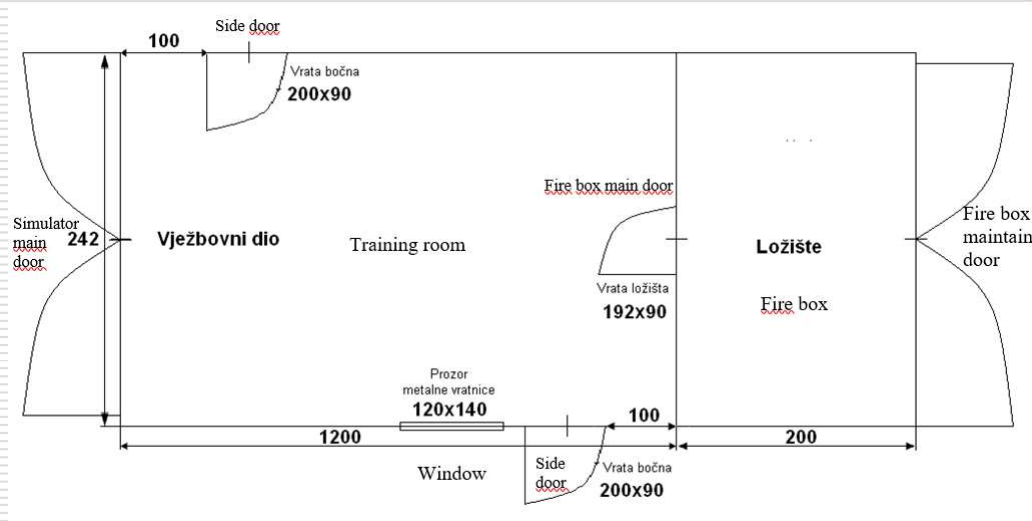 Side door
100
Vrata bočna
200x90
Fire box main door
Simulator
main
door
242
Vježbovni dio
Training room
Ložište
Fire box
Fire box
maintain
door
Vrata ložišta
192x90
Prozor
metalne vratnice
120x140
100
1200
200
Window
Side
door
Vrata bočna
200x90